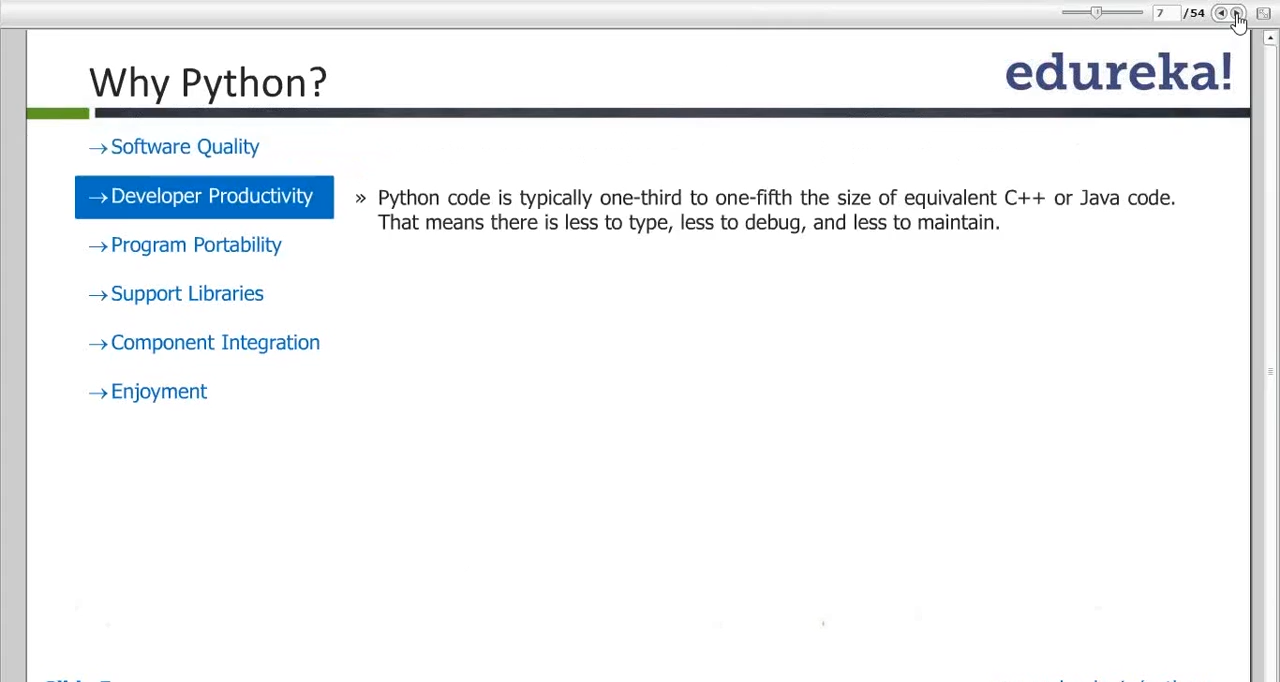 7 /54
Why Python?
edureka!
→Software Quality
→Developer Productivity
» Python code is typically one-third to one-fifth the size of equivalent C++ or Java code.
That means there is less to type, less to debug, and less to maintain.
→Program Portability
→Support Libraries
→Component Integration
→Enjoyment